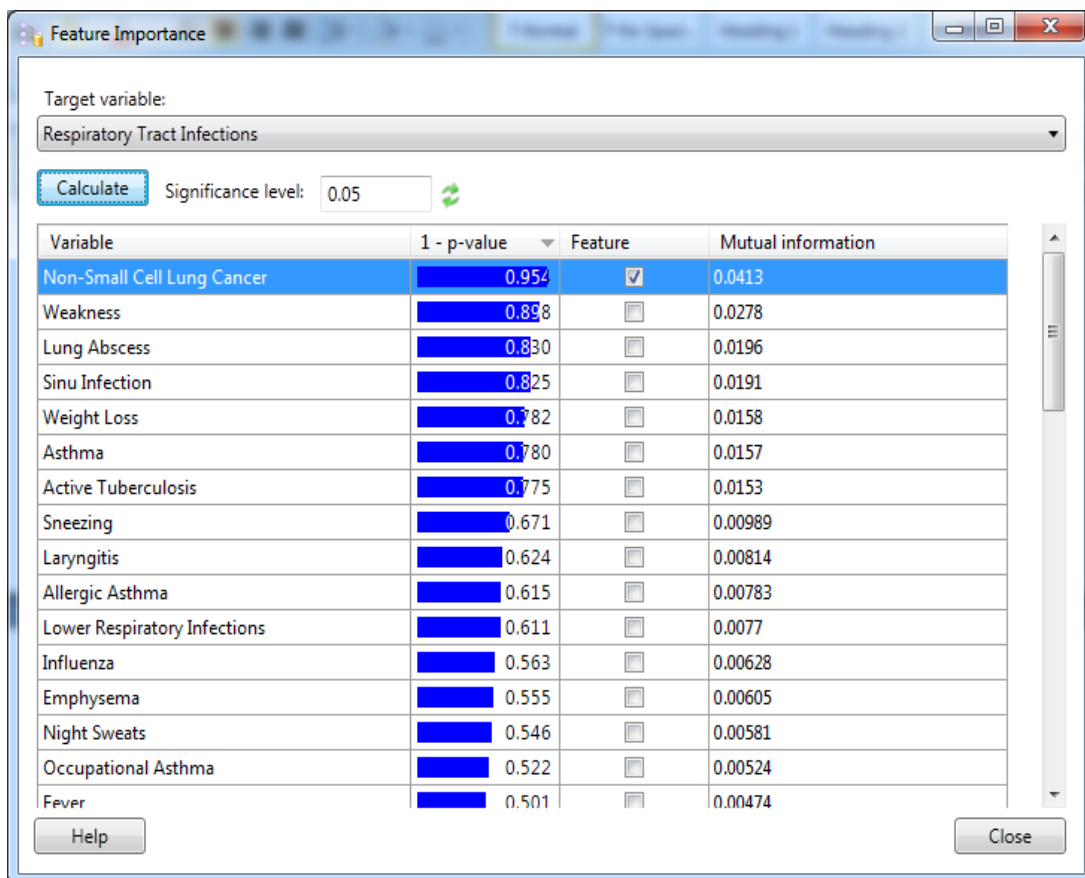 Feature Importance
Target variable:
Respiratory Tract Infections
Calculate Significance level: 0.05
Variable 1 - p-value Feature Mutual information
Non-Small Cell Lung Cancer 0.954 0.0413
Weakness 0.898 0.0278
Lung Abscess 0.830 0.0196
Sinu Infection 0.825 0.0191
Weight Loss 0.782 0.0158
Asthma 0.780 0.0157
Active Tuberculosis 0.775 0.0153
Sneezing 0.671 0.00989
Laryngitis 0.624 0.00814
Allergic Asthma 0.615 0.00783
Lower Respiratory Infections 0.611 0.0077
Influenza 0.563 0.00628
Emphysema 0.555 0.00605
Night Sweats 0.546 0.00581
Occupational Asthma 0.522 0.00524
Fever 0.501 0.00474
Help Close